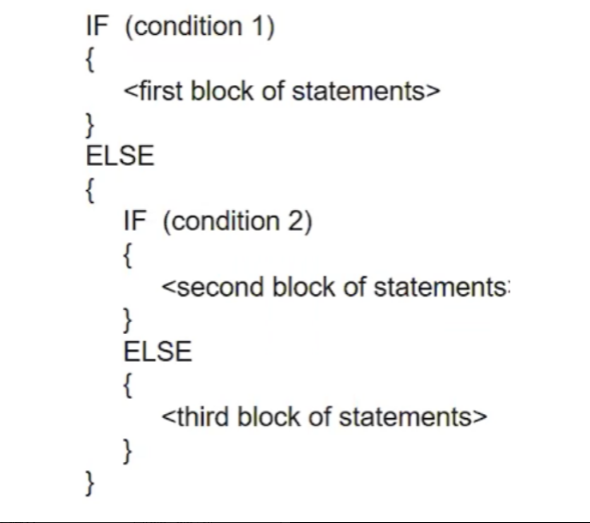 IF (condition 1)
{
<first block of statements>
}
ELSE
{
IF (condition 2)
{
<second block of statements
}
ELSE
{
<third block of statements>
}
}